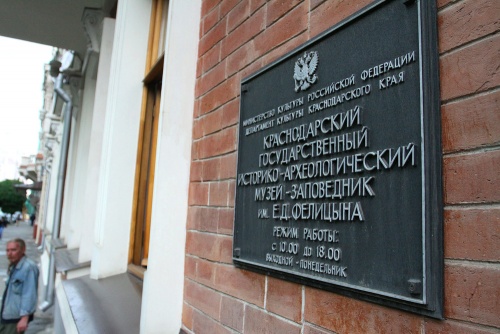 МИНИСТЕРСТВО КУЛЬТУРЫ РОССИЙСКОЙ ФЕДЕРАЦИИ
ДЕПАРТАМЕНТ КУЛЬТУРЫ КРАСНОДАРСКОГО КРАЯ
КРАСНОДАРСКИЙ
ГОСУДАРСТВЕННЫЙ
ИСТОРИКО-АРХЕОЛОГИЧЕСКИЙ
МУЗЕЙ-ЗАПОВЕДНИК
ИМ. Е.Д. ФЕЛИЦЫНА
РЕЖИМ РАБОТЫ:
С 10.00 ДО 18.00
ВЫХОДНОЙ-ПОНЕДЕЛЬНИК